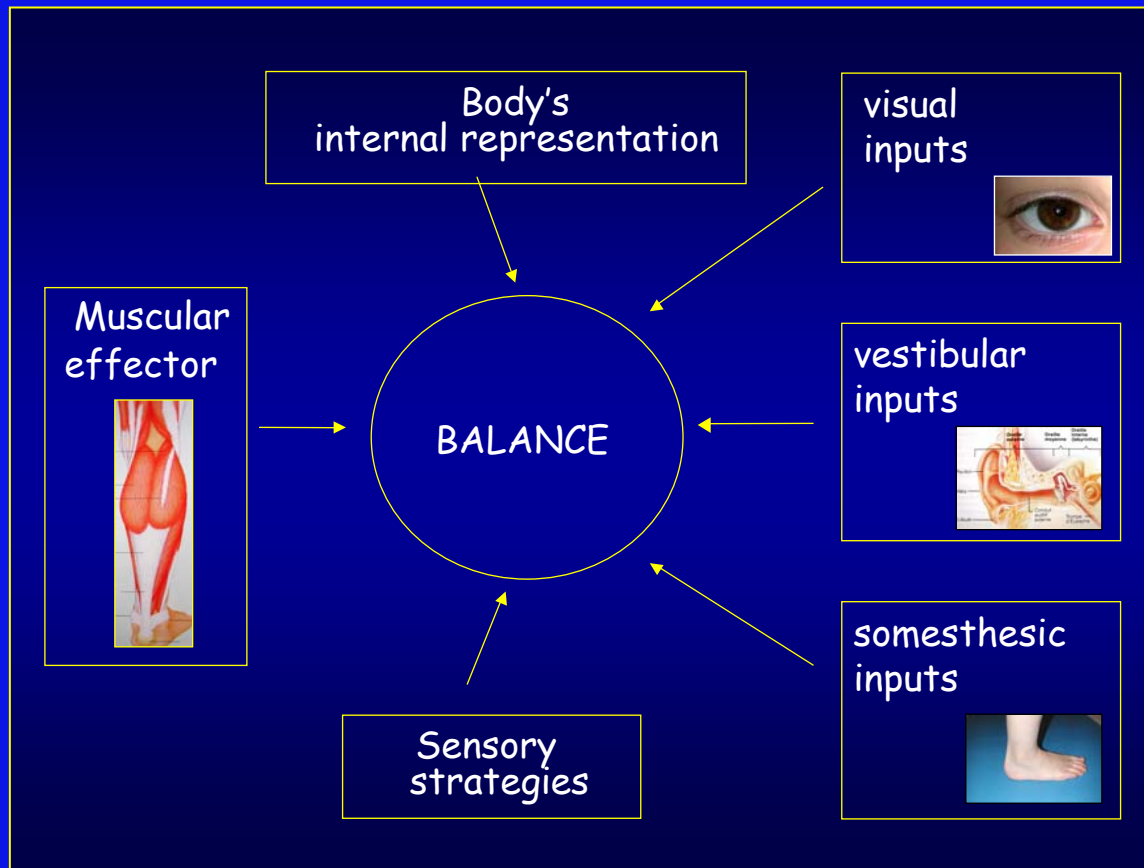 Body's
internal representation
visual
inputs
Muscular
effector
vestibular
inputs
BALANCE
somesthesic
inputs
Sensory
strategies